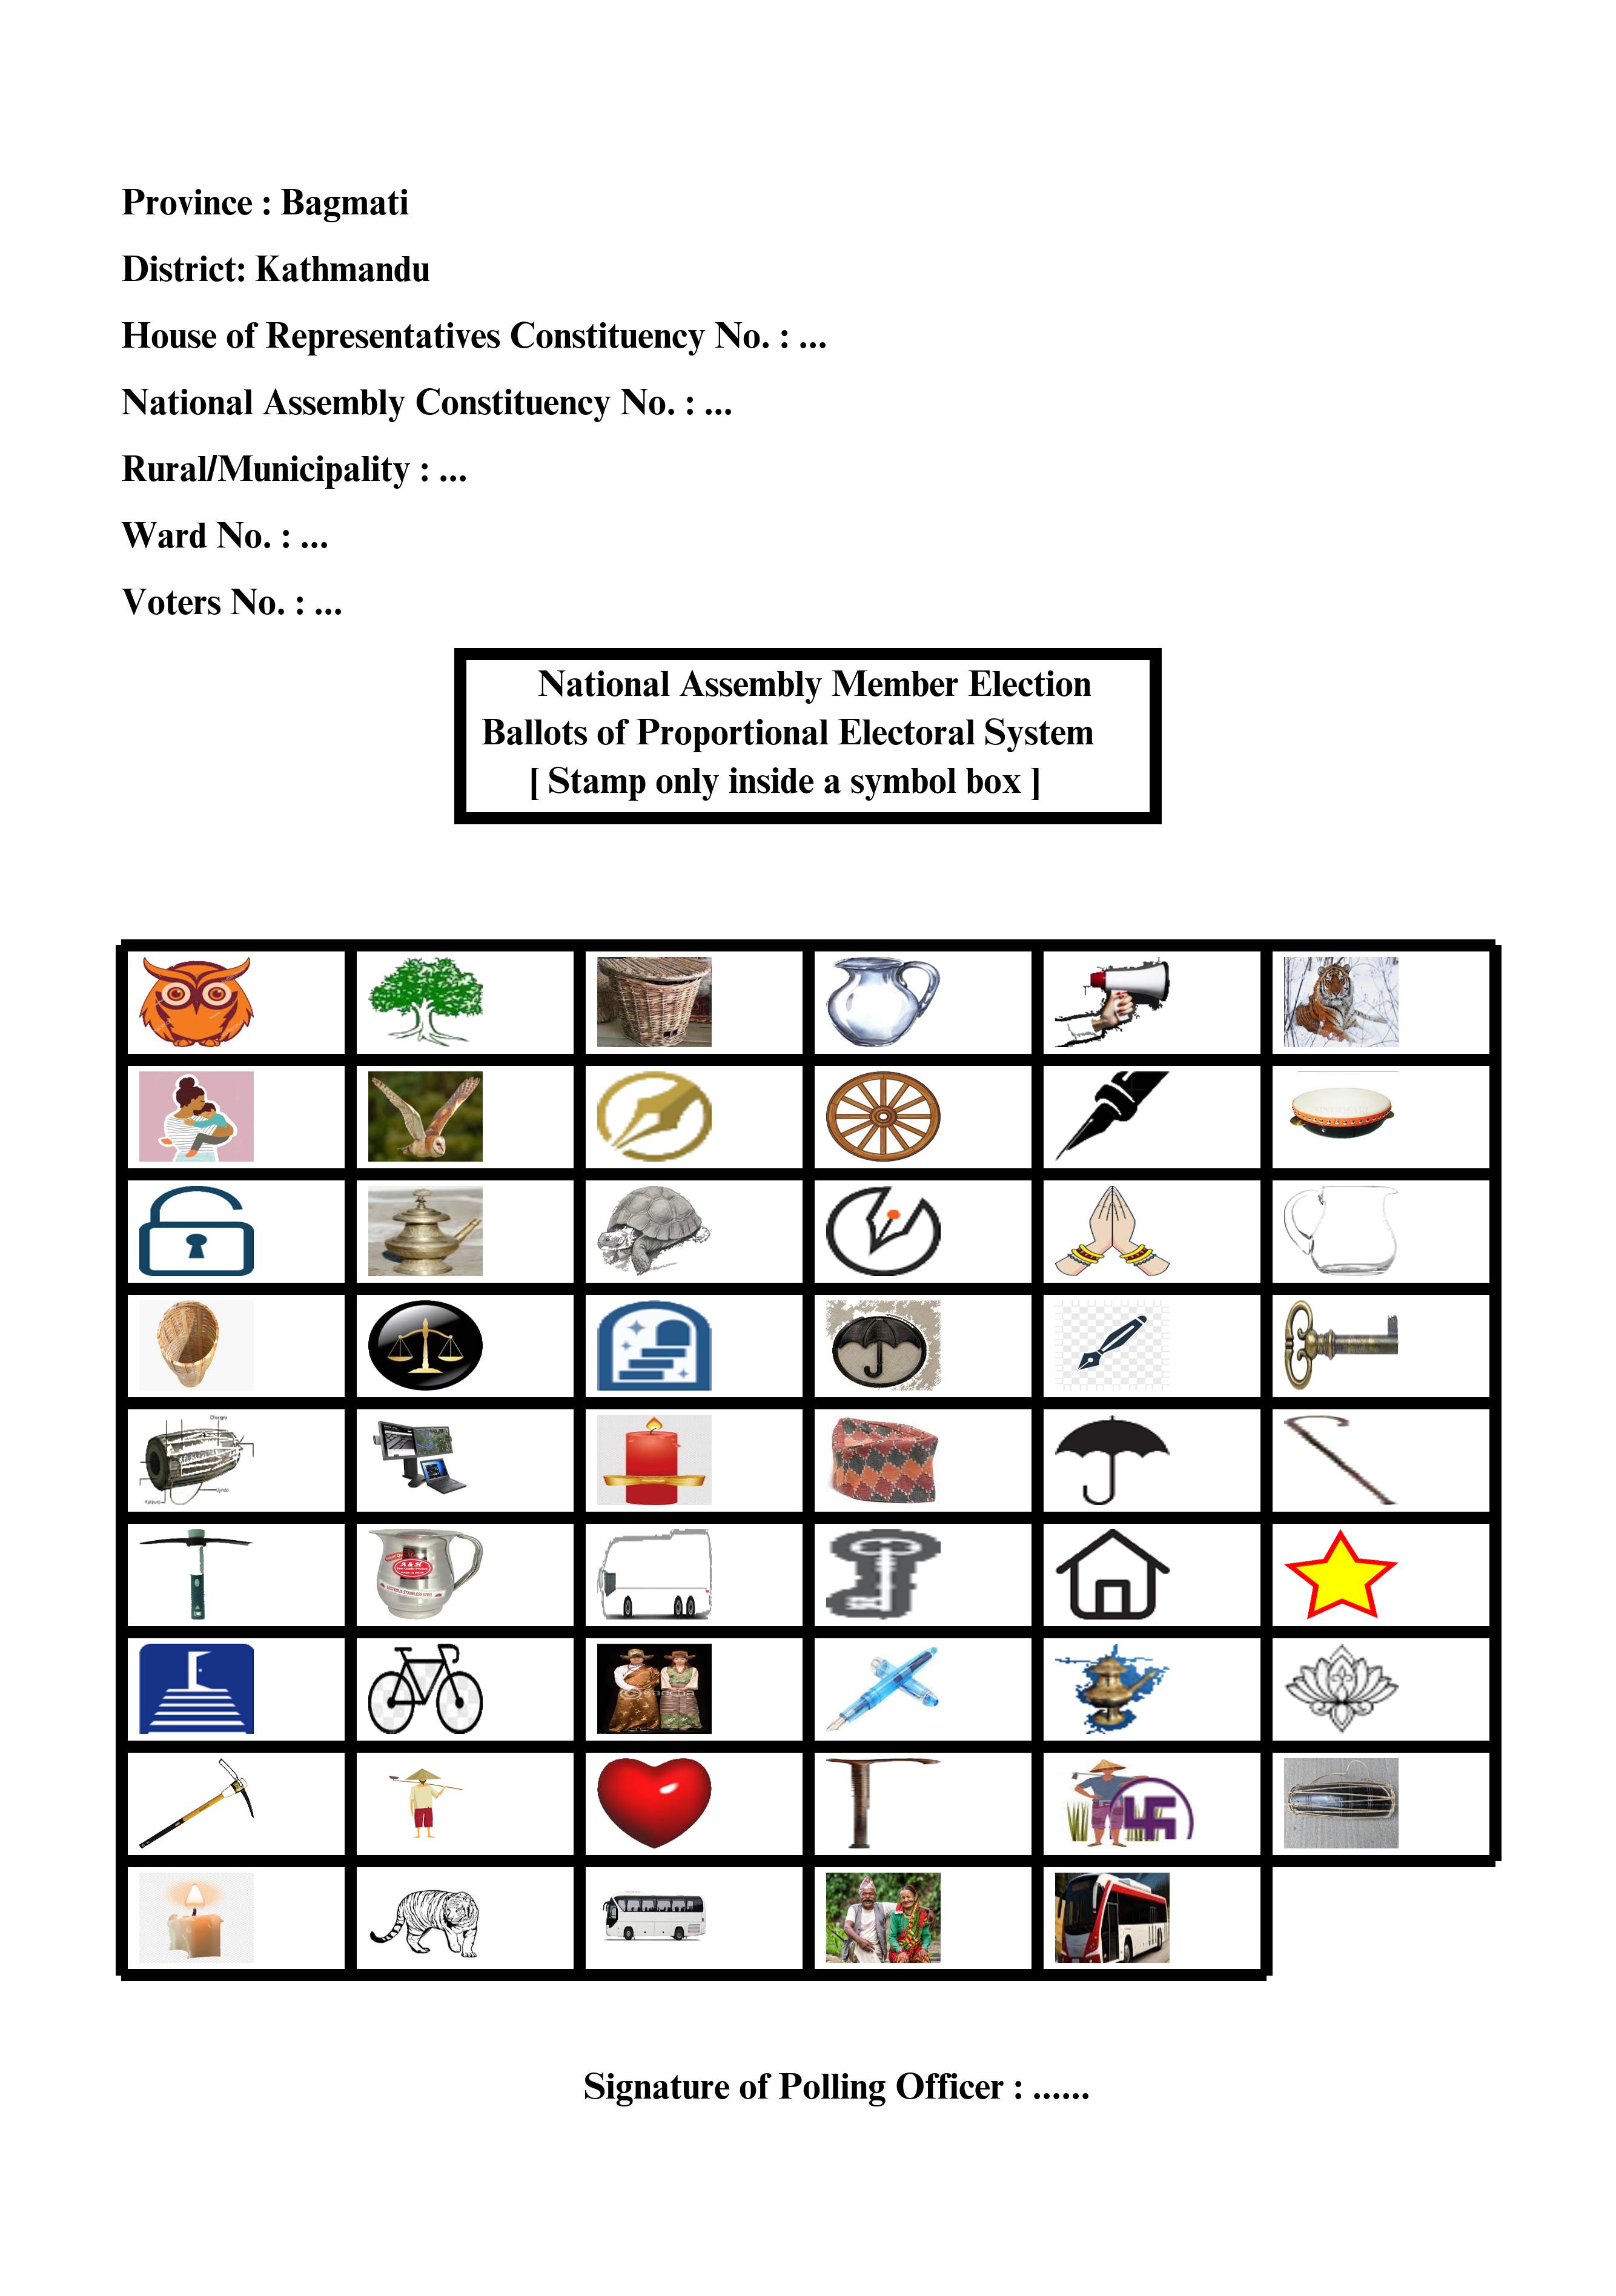 Province : Bagmati
District: Kathmandu
House of Representatives Constituency No. : ...
National Assembly Constituency No. : ...
Rural/Municipality : ...
Ward No. : ...
Voters No. : ...
National Assembly Member Election
Ballots of Proportional Electoral System
[ Stamp only inside a symbol box ]
Dhungro
A & M
Signature of Polling Officer : ......